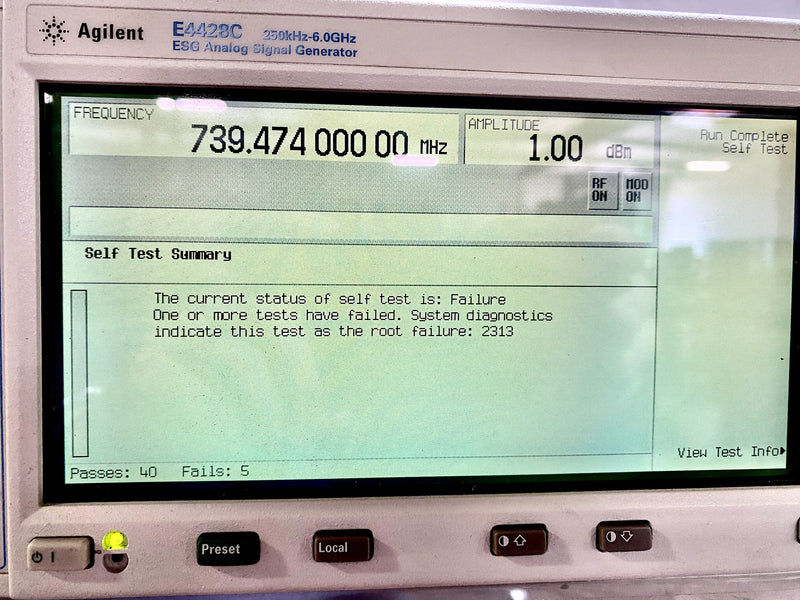 Agilent E4428C 250kHz-6.0GHz
ESG Analog Signal Generator
FREQUENCY
739.474 000 00 MHz
AMPLITUDE
1.00 dBm
Run Complete
Self Test
RF
ON
MOD
ON
Self Test Summary
The current status of self test is: Failure
One or more tests have failed. System diagnostics
indicate this test as the root failure: 2313
View Test Info
Passes: 40 Fails: 5
Preset
Local